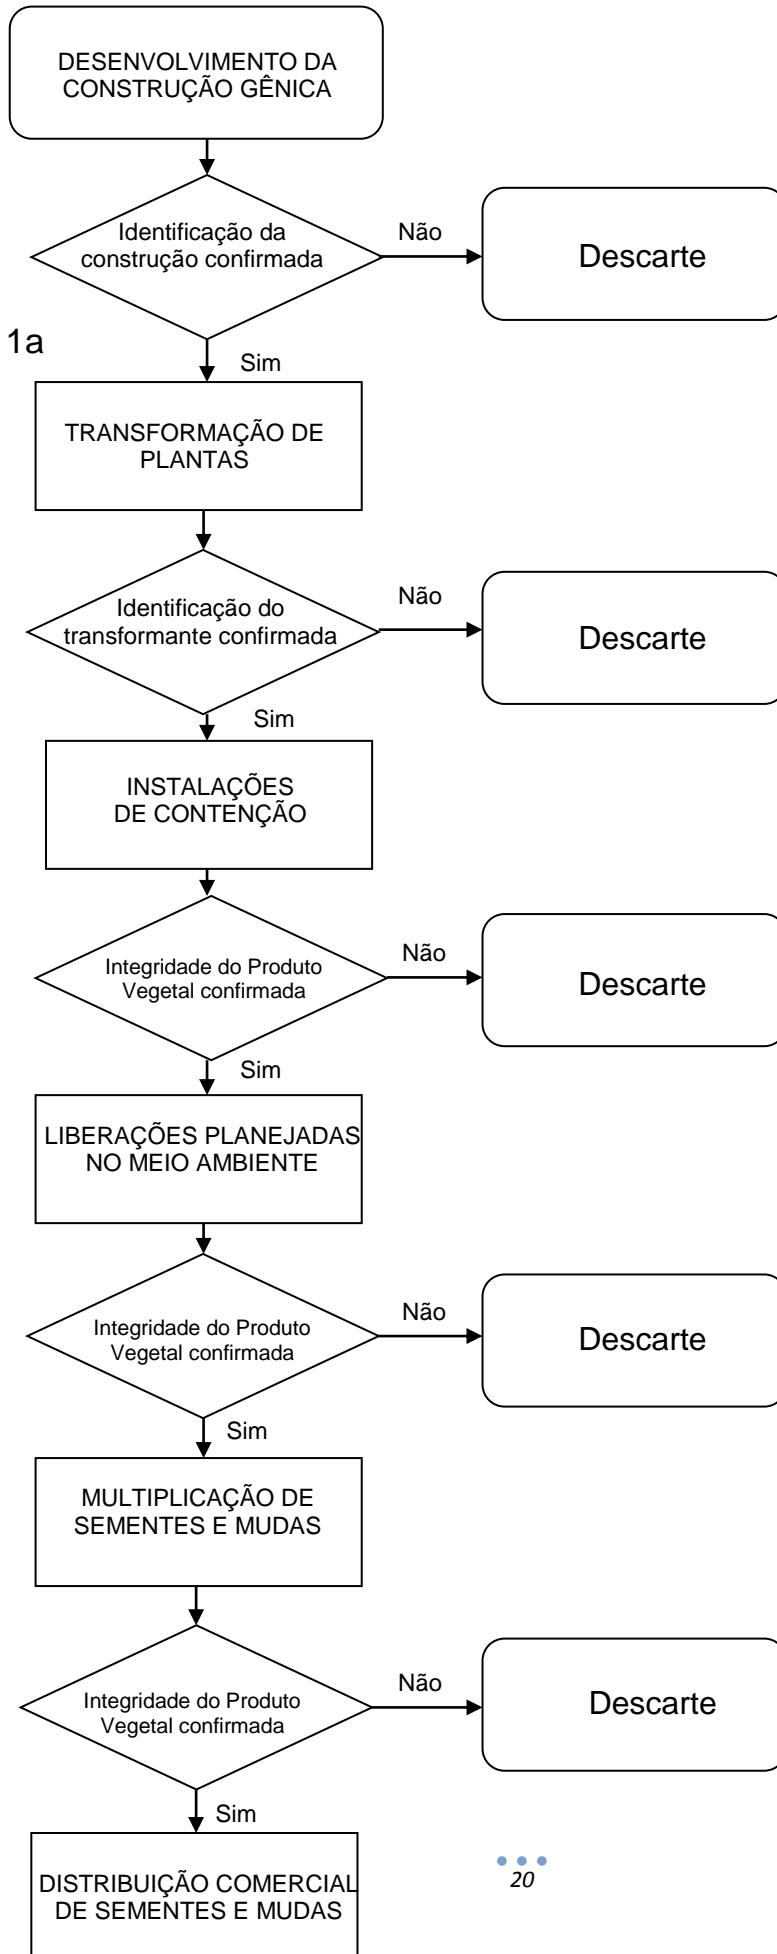 DESENVOLVIMENTO DA
CONSTRUÇÃO GÊNICA
Identificação da
construção confirmada
Não
Descarte
1a
Sim
TRANSFORMAÇÃO DE
PLANTAS
Identificação do
transformante confirmada
Não
Descarte
Sim
INSTALAÇÕES
DE CONTENÇÃO
Integridade do Produto
Vegetal confirmada
Não
Descarte
Sim
LIBERAÇÕES PLANEJADAS
NO MEIO AMBIENTE
Integridade do Produto
Vegetal confirmada
Não
Descarte
Sim
MULTIPLICAÇÃO DE
SEMENTES E MUDAS
Integridade do Produto
Vegetal confirmada
Não
Descarte
Sim
DISTRIBUIÇÃO COMERCIAL
DE SEMENTES E MUDAS
20